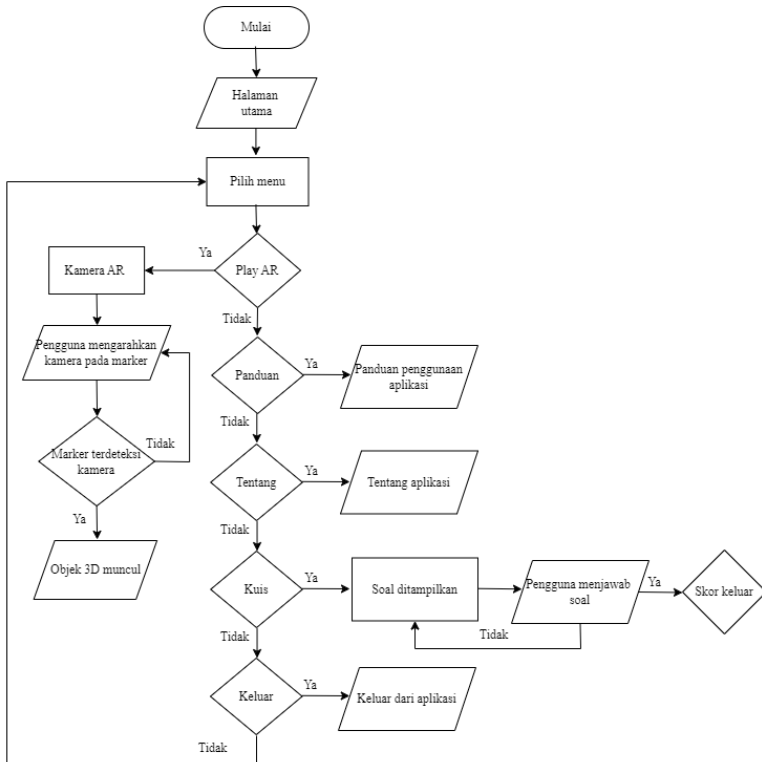 Mulai
Halaman
utama
Pilih menu
Ya
Kamera AR
Play AR
Tidak
Pengguna mengarahkan
kamera pada marker
Panduan
Ya
Panduan penggunaan
aplikasi
Tidak
Marker terdeteksi
kamera
Tidak
Tentang
Ya
Tentang aplikasi
Ya
Tidak
Objek 3D muncul
Kuis
Ya
Soal ditampilkan
Pengguna menjawab
soal
Ya
Skor keluar
Tidak
Tidak
Keluar
Ya
Keluar dari aplikasi
Tidak